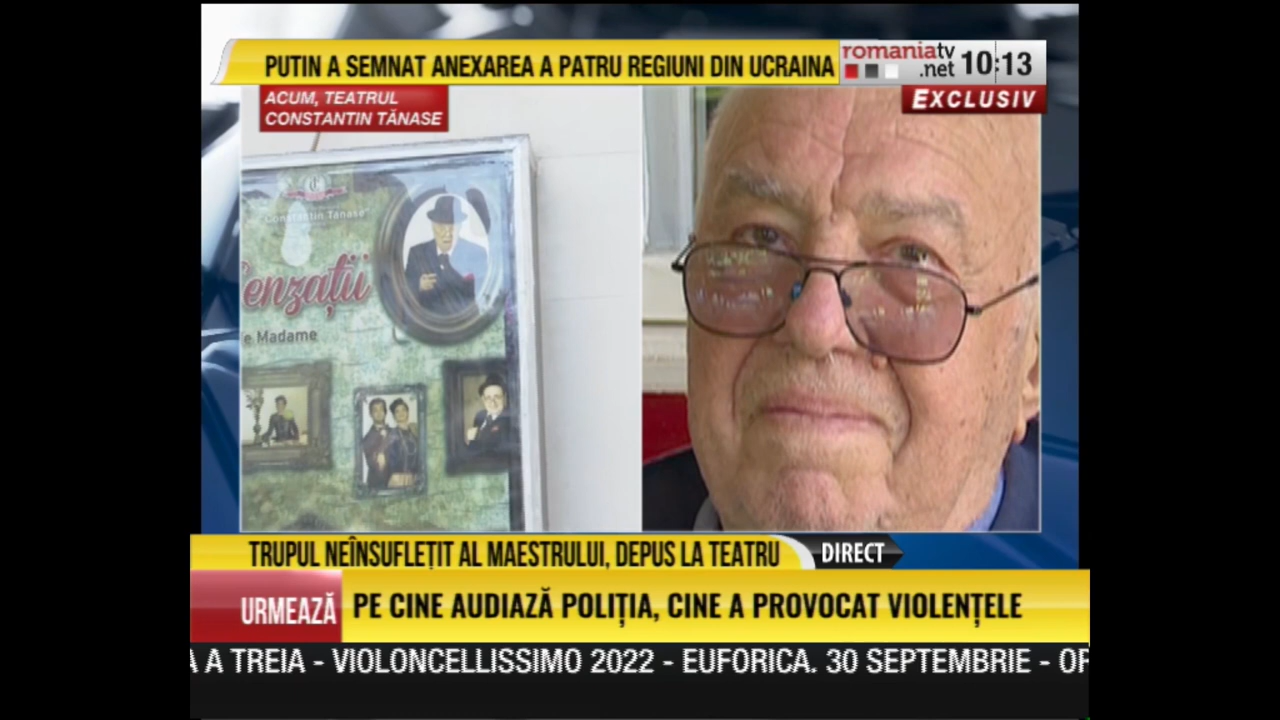 PUTIN A SEMNAT ANEXAREA A PATRU REGIUNI DIN UCRAINA
romaniatv
.net
10:13
ACUM, TEATRUL
CONSTANTIN TĂNASE
EXCLUSIV
"Constantin Tănase"
enzații
e Madame
TRUPUL NEÎNSUFLEȚIT AL MAESTRULUI, DEPUS LA TEATRU
DIRECT
URMEAZĂ
PE CINE AUDIAZĂ POLIȚIA, CINE A PROVOCAT VIOLENȚELE
A TREIA - VIOLONCELLISSIMO 2022 - EUFORICA. 30 SEPTEMBRIE - OP